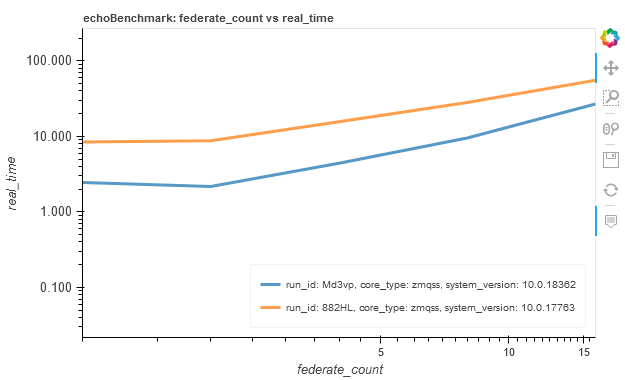 echoBenchmark: federate_count vs real_time
100.000
10.000
1.000
0.100
real_time
run_id: Md3vp, core_type: zmqss, system_version: 10.0.18362
run_id: 882HL, core_type: zmqss, system_version: 10.0.17763
5
10
15
federate_count